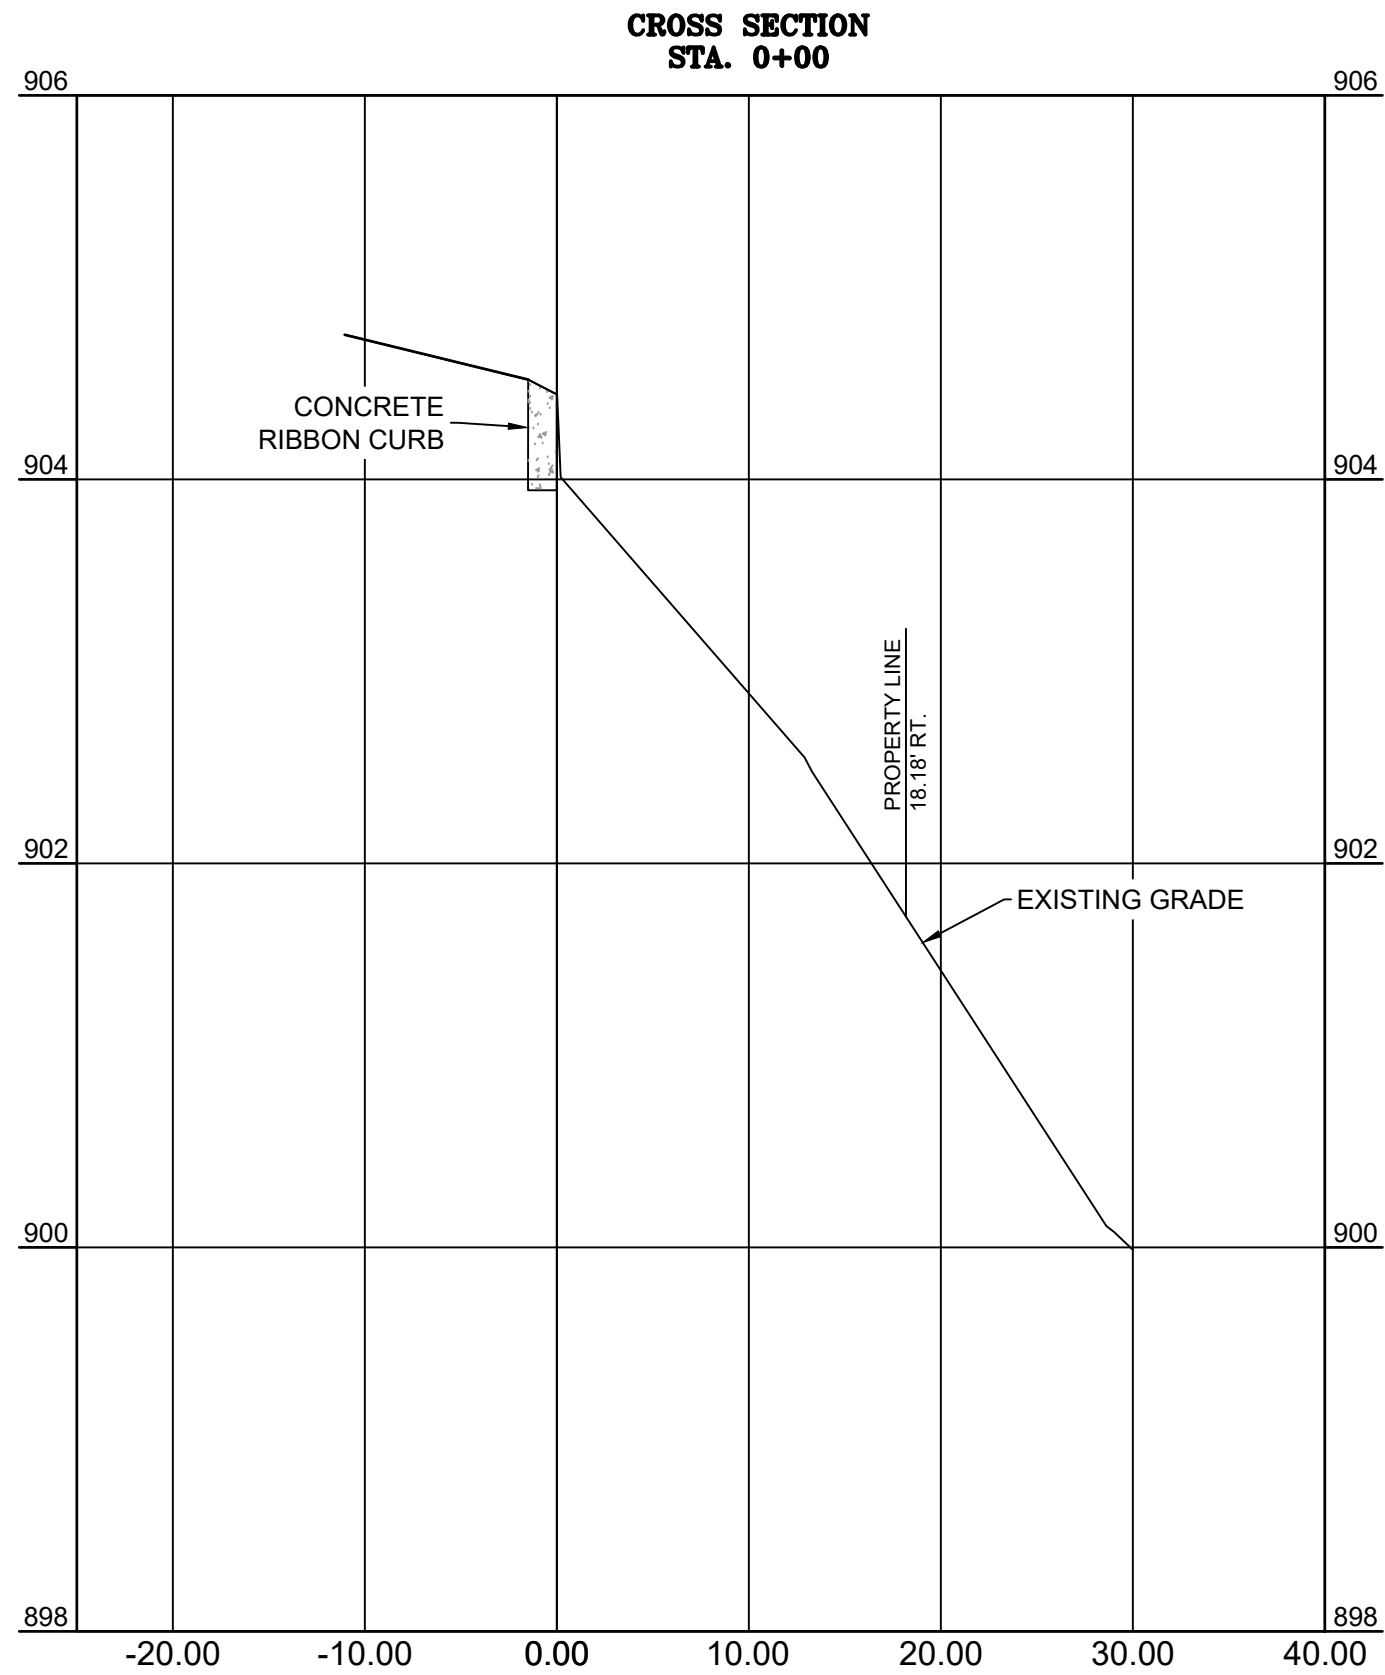 CROSS SECTION
STA. 0+00
906 906
CONCRETE
RIBBON CURB
904 904
PROPERTY LINE
18.18' RT.
902 902
EXISTING GRADE
900 900
898 898
-20.00 -10.00 0.00 10.00 20.00 30.00 40.00